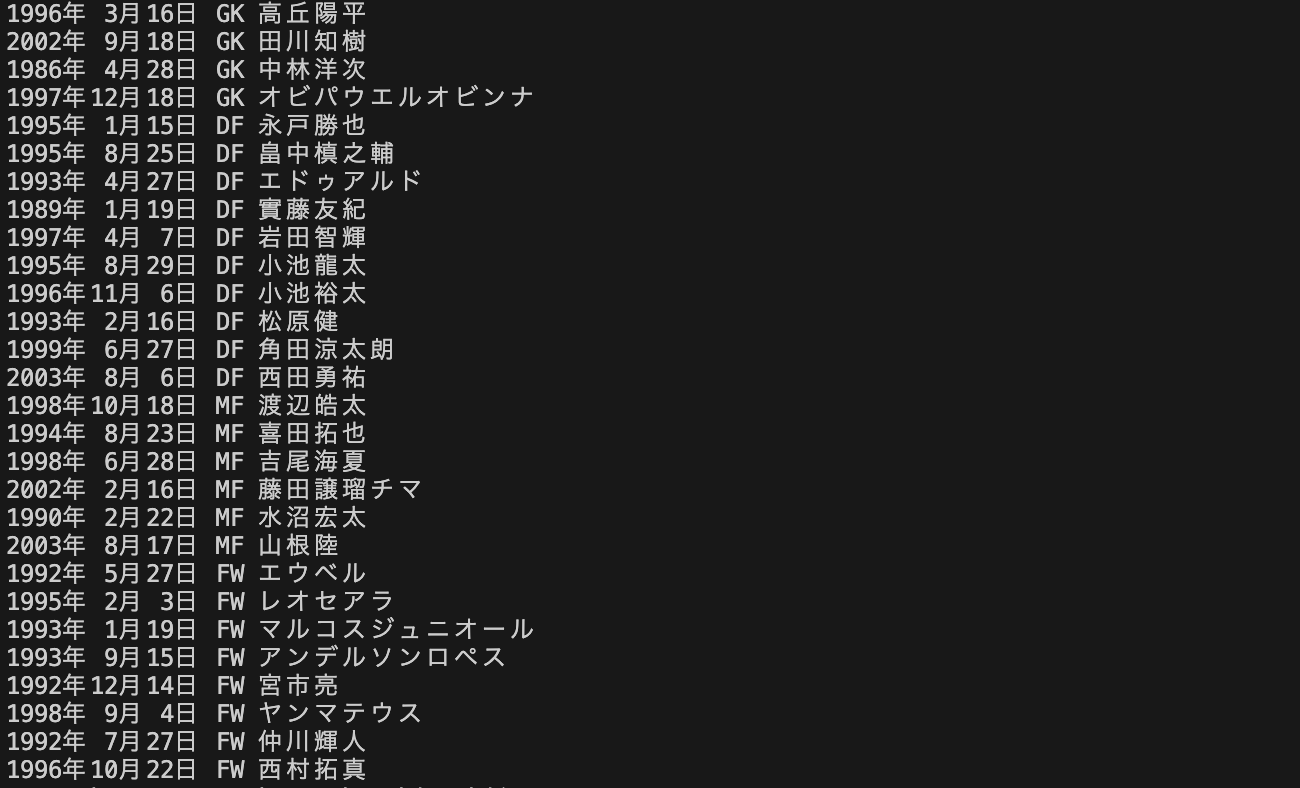 1996年 3月16日 GK 高丘陽平
2002年 9月18日 GK 田川知樹
1986年 4月28日 GK 中林洋次
1997年12月18日 GK オビパウエルオビンナ
1995年 1月15日 DF 永戸勝也
1995年 8月25日 DF 畠中槙之輔
1993年 4月27日 DF エドゥアルド
1989年 1月19日 DF 實藤友紀
1997年 4月 7日 DF 岩田智輝
1995年 8月29日 DF 小池龍太
1996年11月 6日 DF 小池裕太
1993年 2月16日 DF 松原健
1999年 6月27日 DF 角田涼太朗
2003年 8月 6日 DF 西田勇祐
1998年10月18日 MF 渡辺皓太
1994年 8月23日 MF 喜田拓也
1998年 6月28日 MF 吉尾海夏
2002年 2月16日 MF 藤田譲瑠チマ
1990年 2月22日 MF 水沼宏太
2003年 8月17日 MF 山根陸
1992年 5月27日 FW エウベル
1995年 2月 3日 FW レオセアラ
1993年 1月19日 FW マルコスジュニオール
1993年 9月15日 FW アンデルソンロペス
1992年12月14日 FW 宮市亮
1998年 9月 4日 FW ヤンマテウス
1992年 7月27日 FW 仲川輝人
1996年10月22日 FW 西村拓真